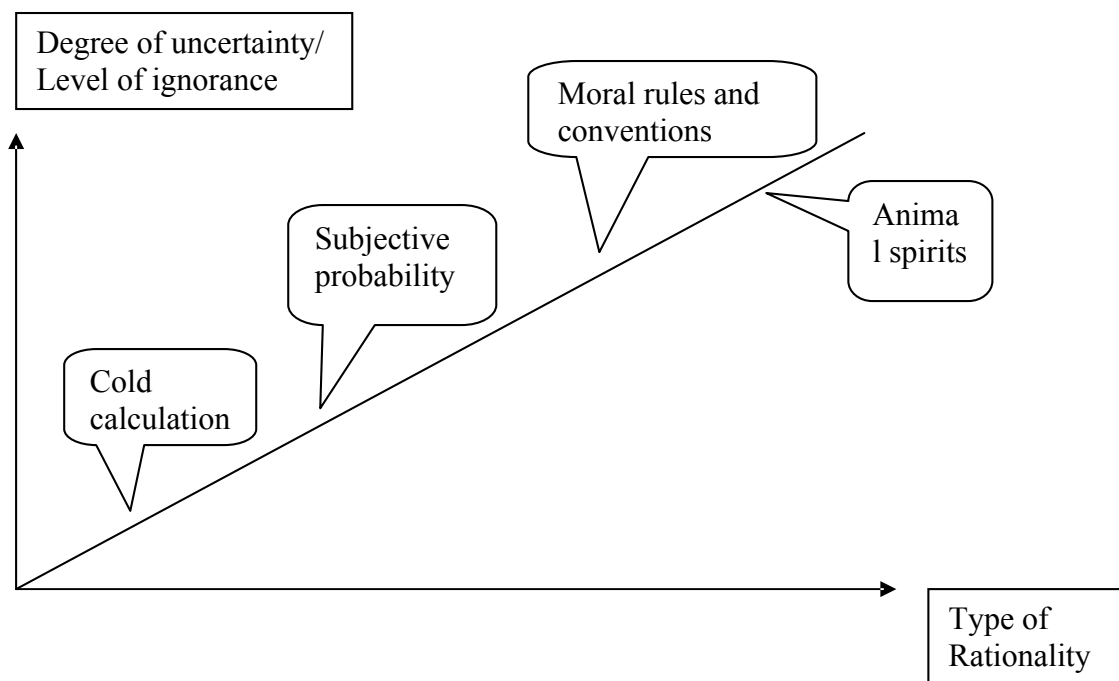 Degree of uncertainty/
Level of ignorance
Moral rules and
conventions
Anima
l spirits
Subjective
probability
Cold
calculation
Type of
Rationality